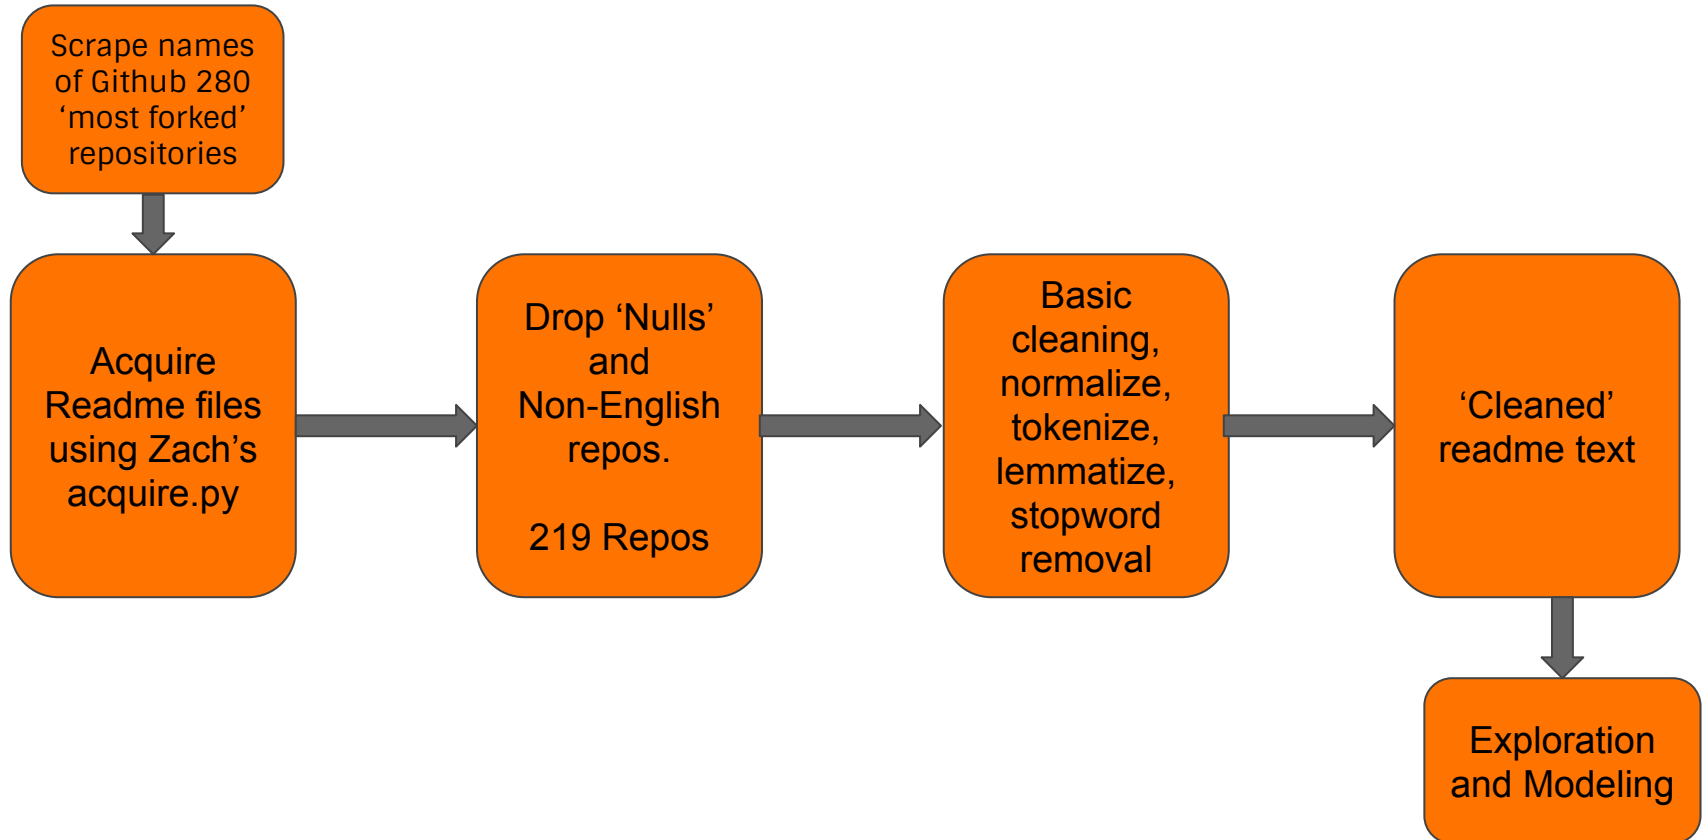 Scrape names
of Github 280
‘most forked’
repositories
Acquire
Readme files
using Zach’s
acquire.py
Drop ‘Nulls’
and
Non-English
repos.
219 Repos
Basic
cleaning,
normalize,
tokenize,
lemmatize,
stopword
removal
‘Cleaned’
readme text
Exploration
and Modeling